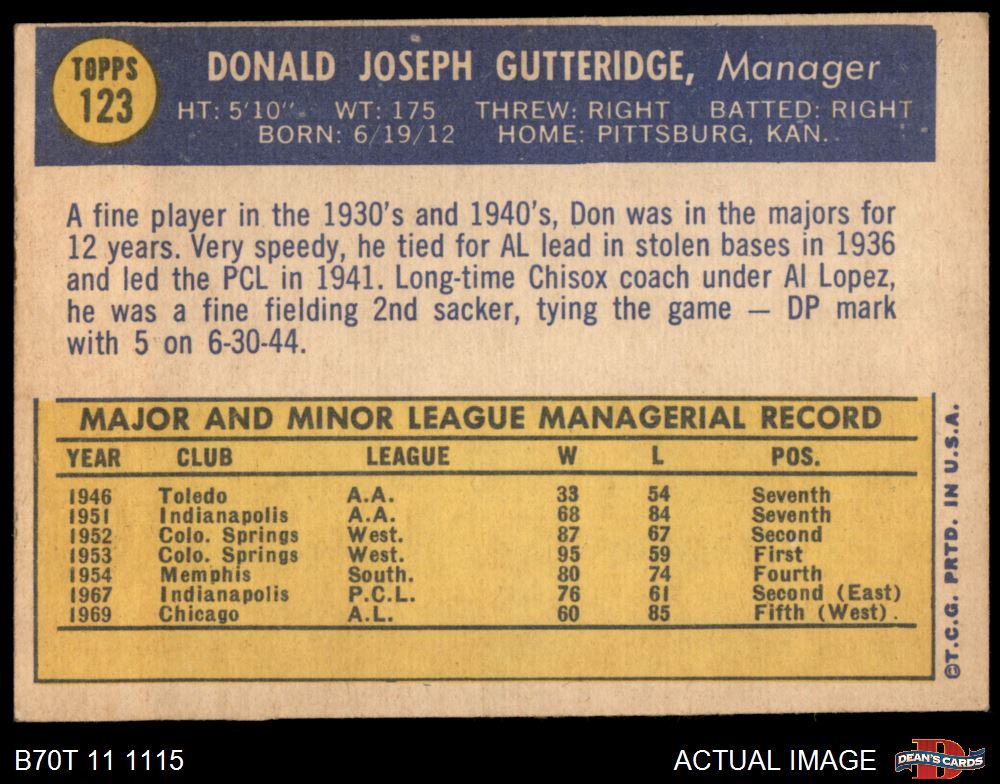 TOPPS
123
DONALD JOSEPH GUTTERIDGE, Manager
HT: 5'10" WT: 175 THREW: RIGHT BATTED: RIGHT
BORN: 6/19/12 HOME: PITTSBURG, KAN.
A fine player in the 1930's and 1940's, Don was in the majors for
12 years. Very speedy, he tied for AL lead in stolen bases in 1936
and led the PCL in 1941. Long-time Chisox coach under Al Lopez,
he was a fine fielding 2nd sacker, tying the game — DP mark
with 5 on 6-30-44.
MAJOR AND MINOR LEAGUE MANAGERIAL RECORD
YEAR CLUB LEAGUE W L POS.
1946 Toledo A.A. 33 54 Seventh
1951 Indianapolis A.A. 68 84 Seventh
1952 Colo. Springs West. 87 67 Second
1953 Colo. Springs West. 95 59 First
1954 Memphis South. 80 74 Fourth
1967 Indianapolis P.C.L. 76 61 Second (East)
1969 Chicago A.L. 60 85 Fifth (West).
©T.C.G. PRTD. IN U.S.A.
B70T 11 1115
ACTUAL IMAGE
DEAN'S CARDS